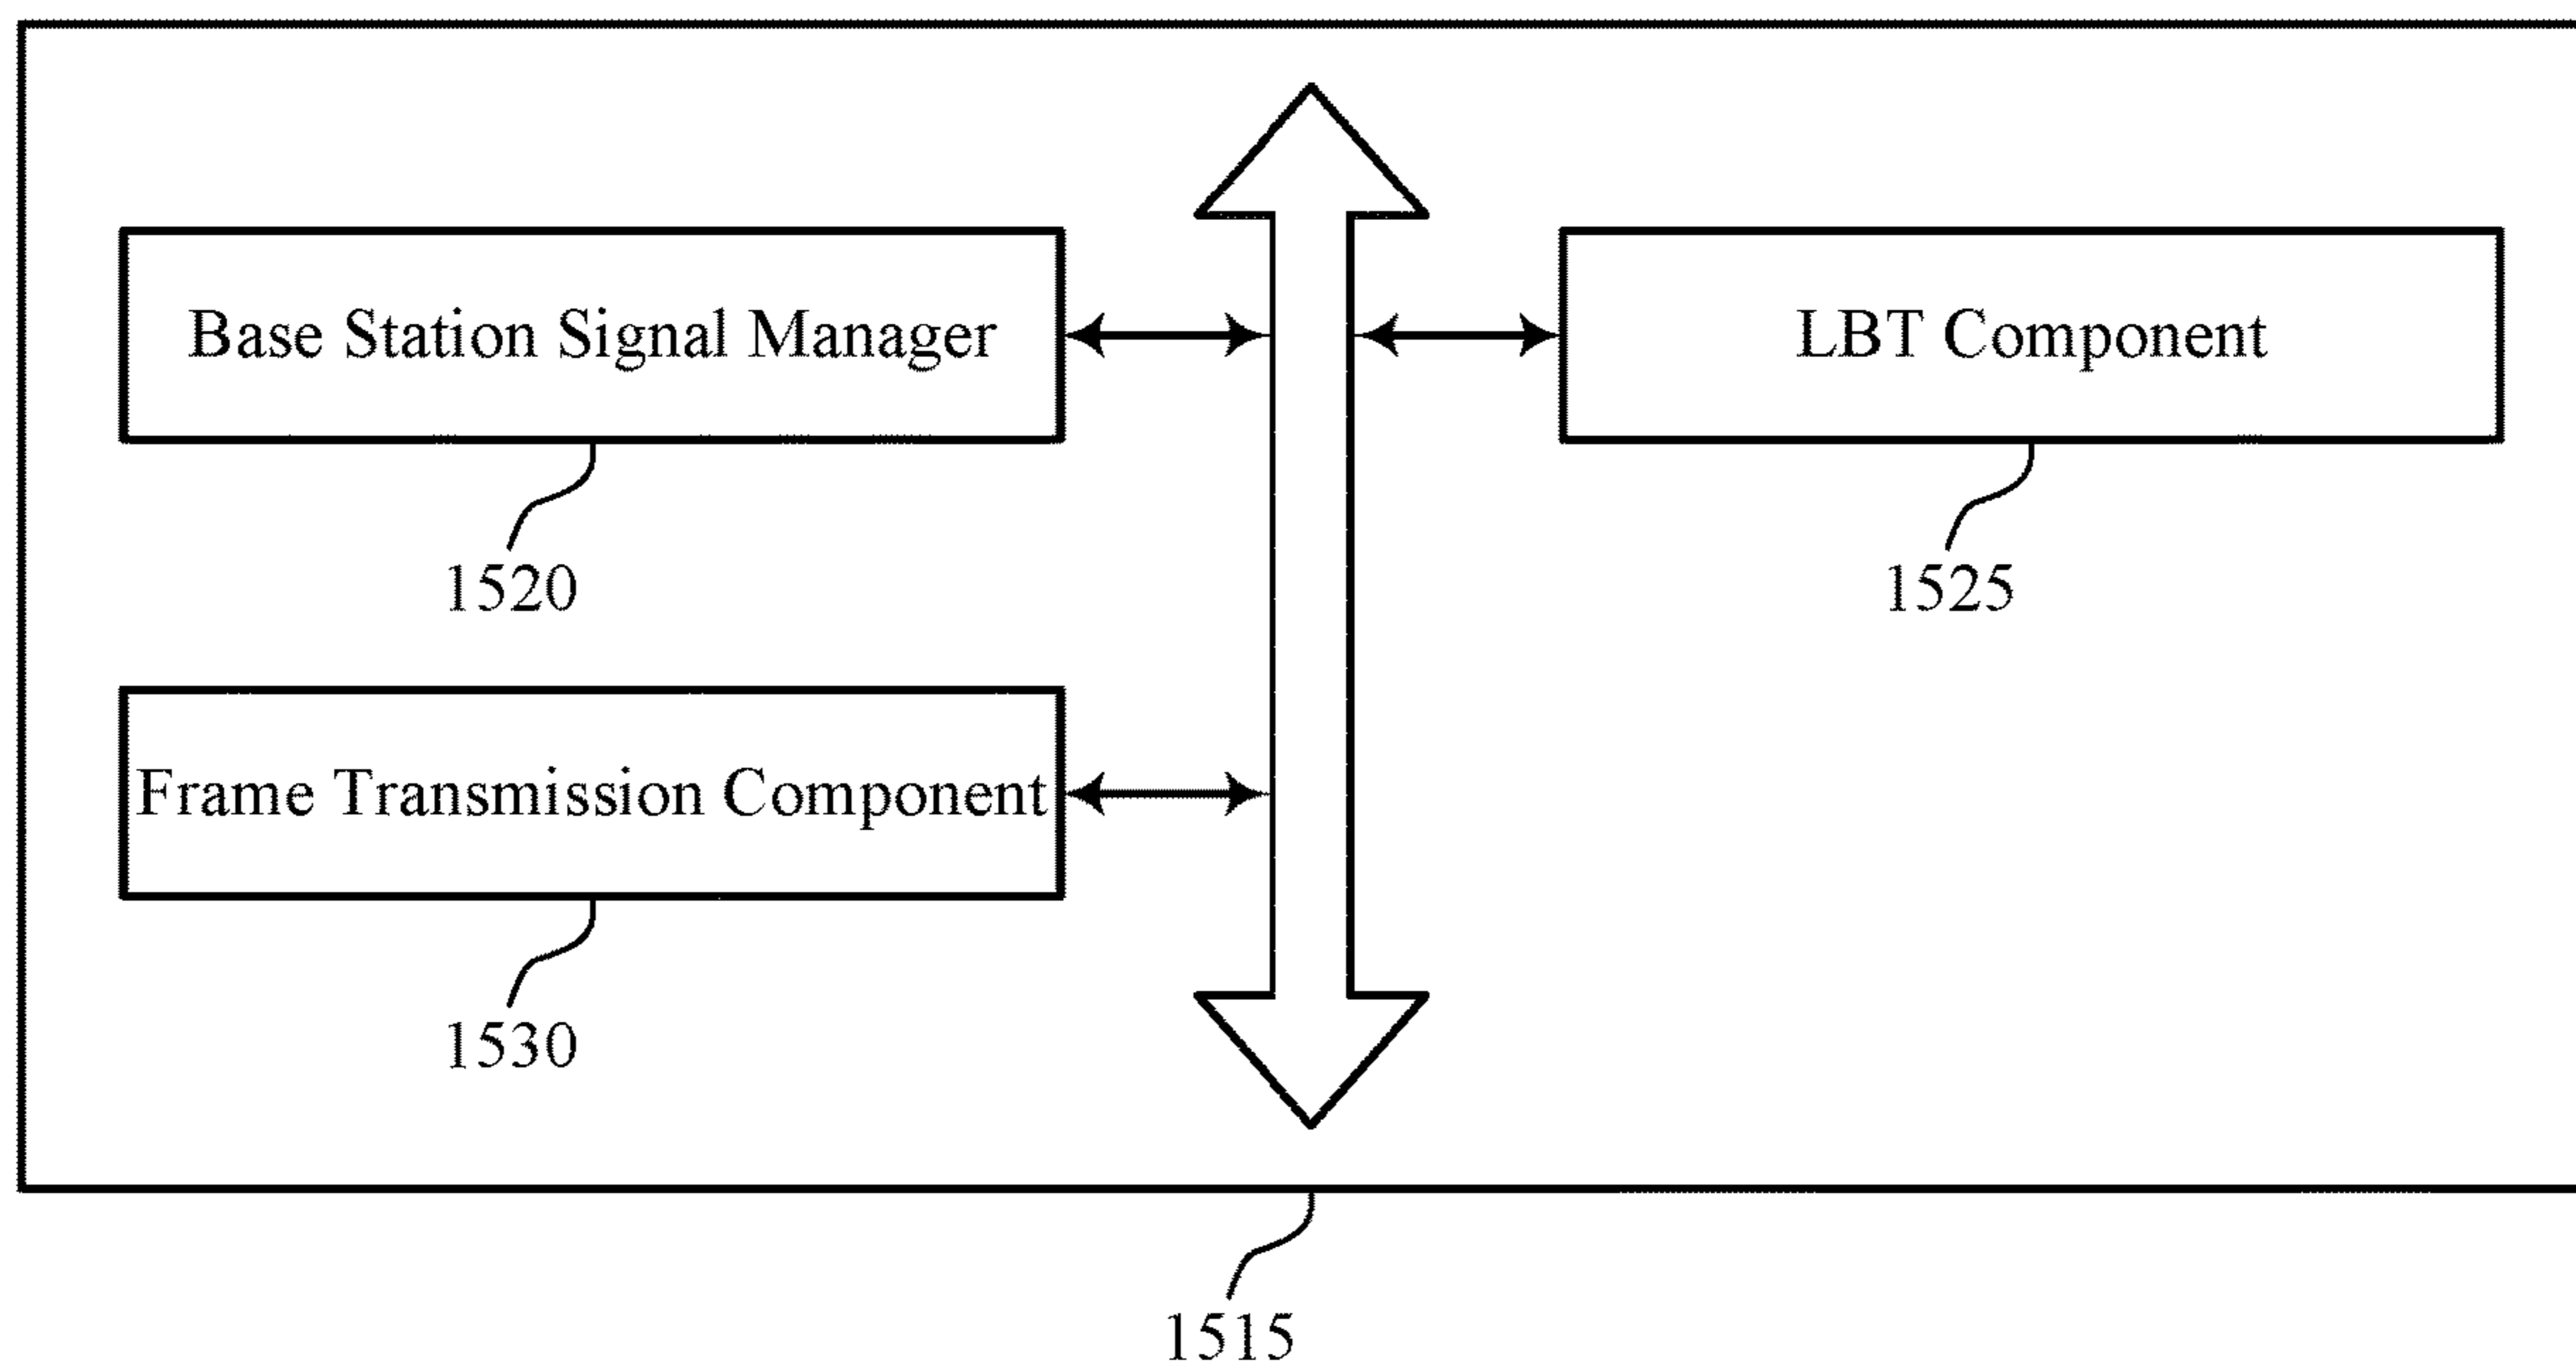 Base Station Signal Manager
LBT Component
1520
1525
Frame Transmission Component
1530
1515